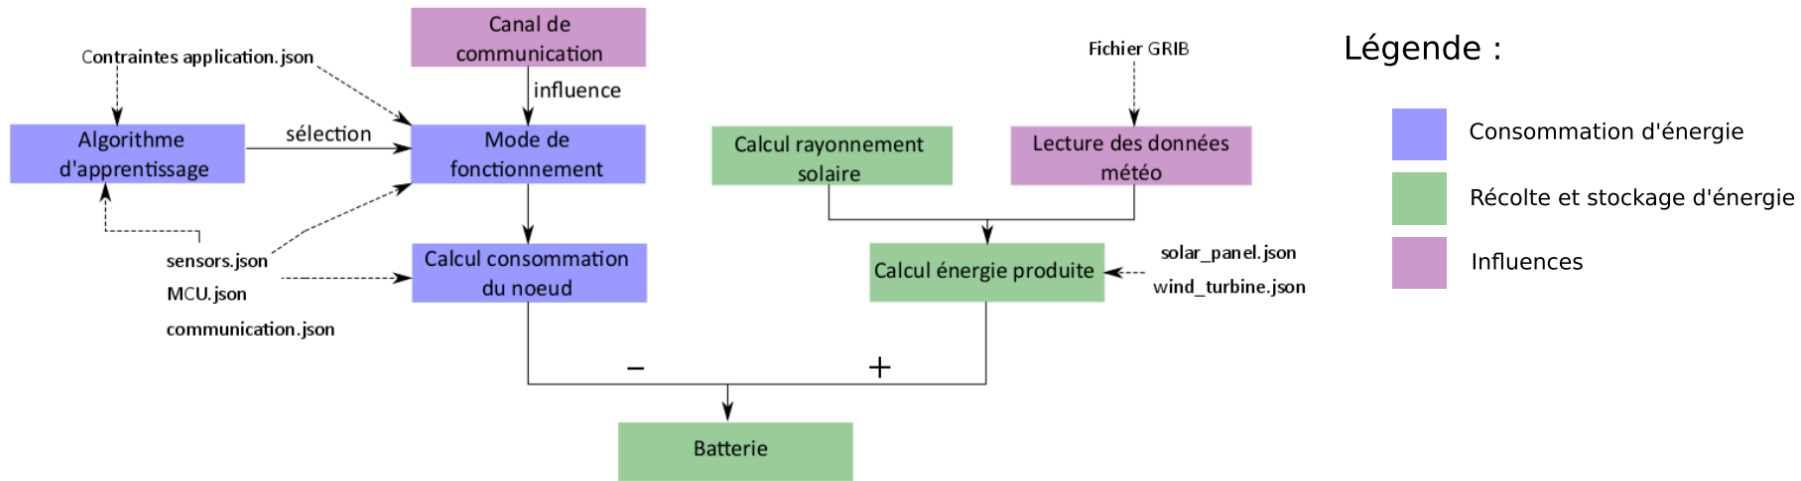 Canal de
communication
Contraintes application.json
influence
Algorithme
d'apprentissage
sélection
Mode de
fonctionnement
sensors.json
MCU.json
communication.json
Calcul consommation
du noeud
Fichier GRIB
Calcul rayonnement
solaire
Lecture des données
météo
Calcul énergie produite
solar_panel.json
wind_turbine.json
– +
Batterie
Légende :
Consommation d'énergie
Récolte et stockage d'énergie
Influences